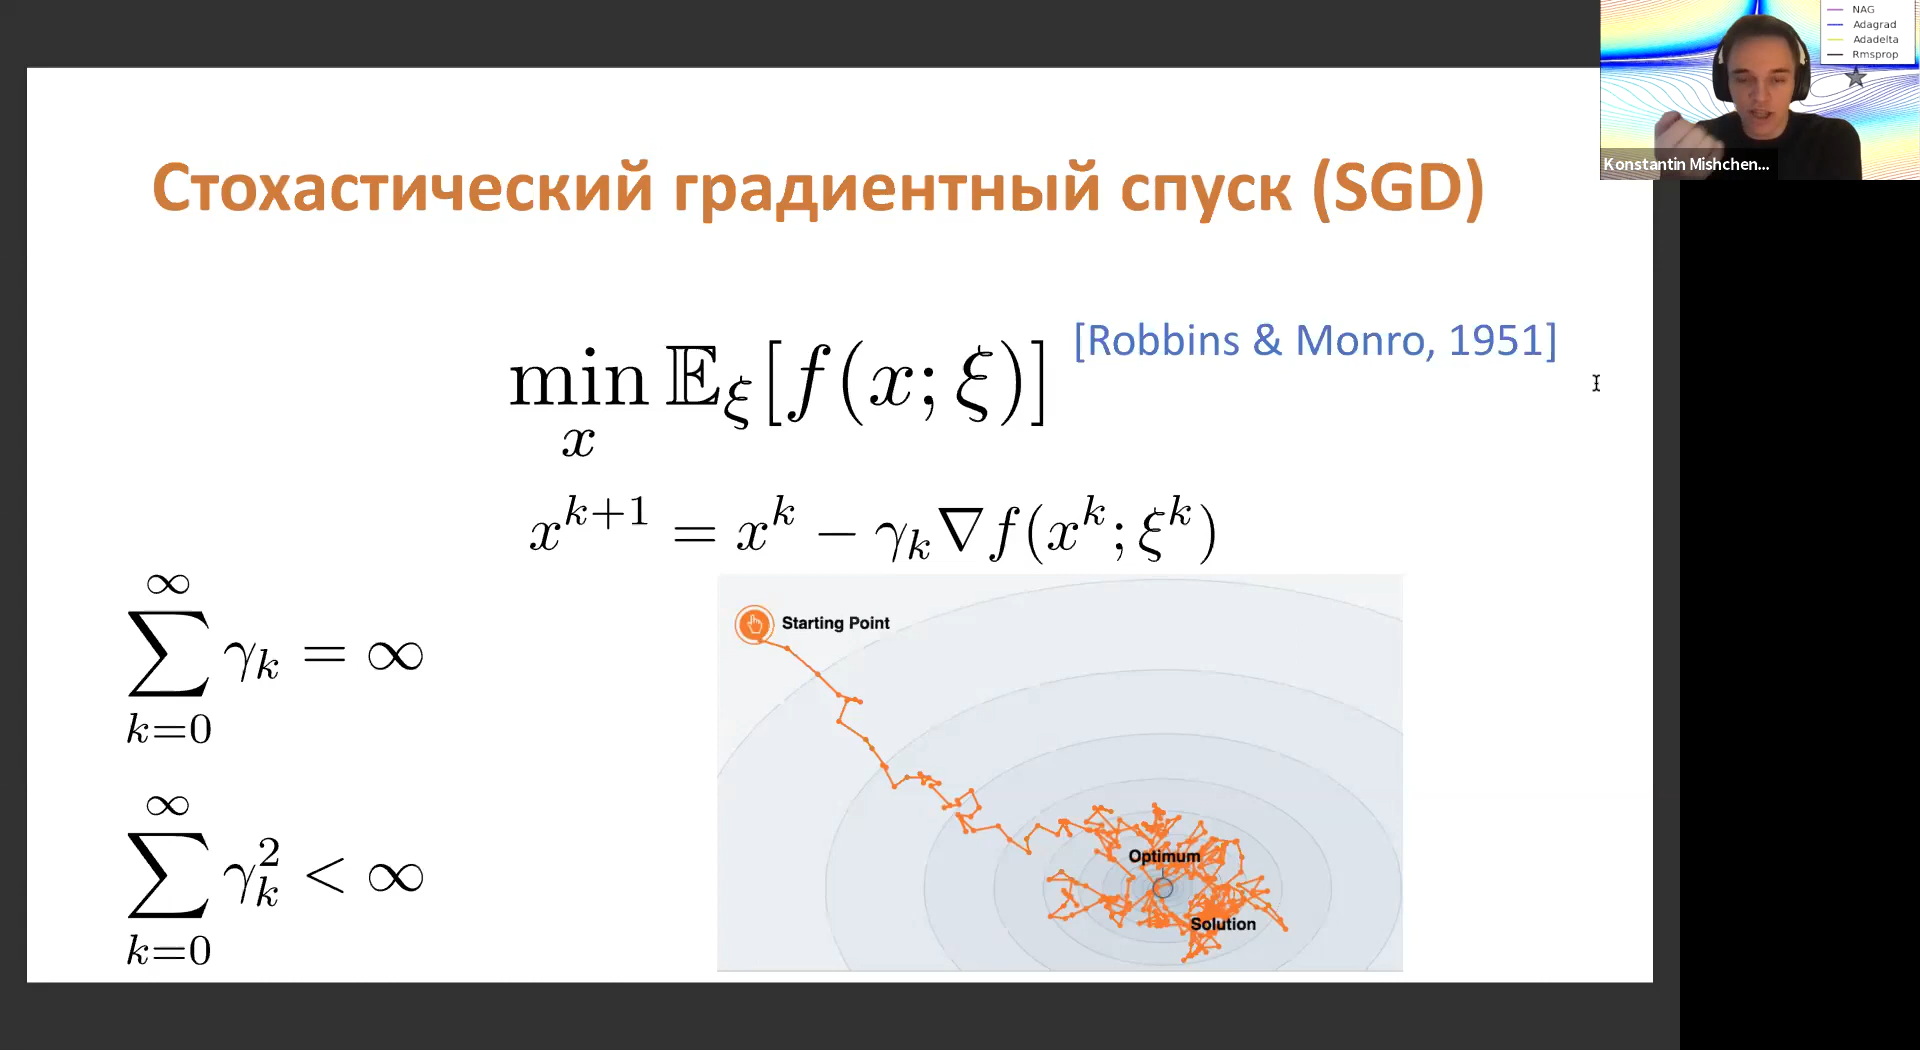 NAG
Adagrad
Adadelta
Rmsprop
Konstantin Mishchen...
Стохастический градиентный спуск (SGD)
[Robbins & Monro, 1951]
min_x 𝔼_ξ[f(x; ξ)]
x^{k+1} = x^k − γ_k∇f(x^k; ξ^k)
∑_{k=0}^{∞} γ_k = ∞
∑_{k=0}^{∞} γ_k^2 < ∞
Starting Point
Optimum
Solution